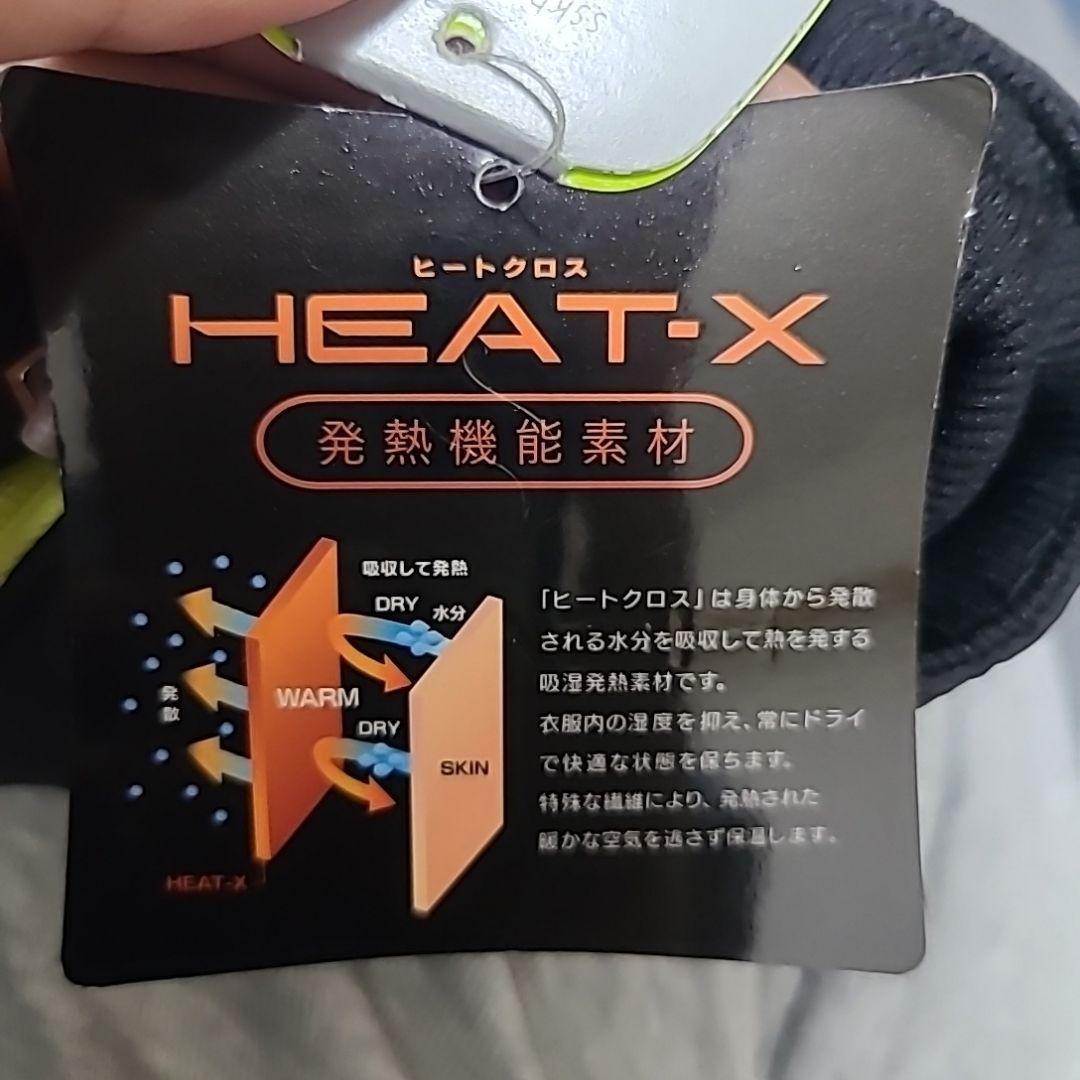 ヒートクロス
HEAT-X
発熱機能素材
吸収して発熱
DRY
水分
WARM
発散
DRY
SKIN
HEAT-X
「ヒートクロス」は身体から発散
される水分を吸収して熱を発する
吸湿発熱素材です。
衣服内の湿度を抑え、常にドライ
で快適な状態を保ちます。
特殊な繊維により、発熱された
暖かな空気を逃さず保温します。